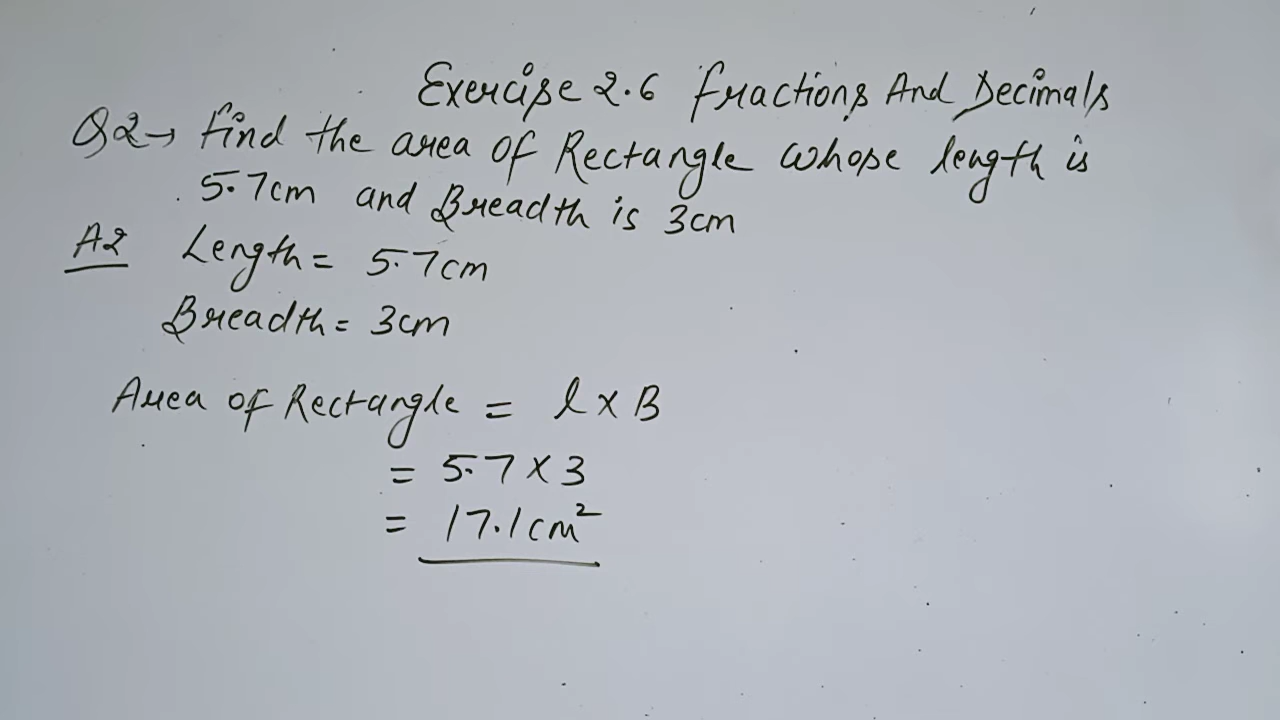 Exercise 2.6 Fractions And Decimals
Q2→ Find the area of Rectangle whose length is
5.7cm and Breadth is 3cm
A2 Length = 5.7cm
Breadth = 3cm
Area of Rectangle = l × B
= 5.7 × 3
= 17.1cm²